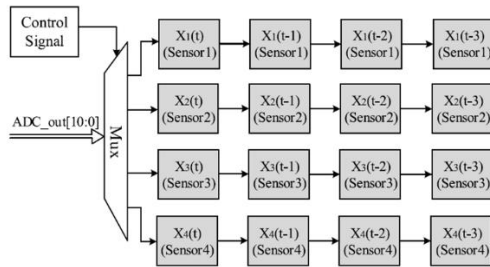 Control
Signal
ADC_out[10:0]
Mux
X1(t)
(Sensor1)
X1(t-1)
(Sensor1)
X1(t-2)
(Sensor1)
X1(t-3)
(Sensor1)
X2(t)
(Sensor2)
X2(t-1)
(Sensor2)
X2(t-2)
(Sensor2)
X2(t-3)
(Sensor2)
X3(t)
(Sensor3)
X3(t-1)
(Sensor3)
X3(t-2)
(Sensor3)
X3(t-3)
(Sensor3)
X4(t)
(Sensor4)
X4(t-1)
(Sensor4)
X4(t-2)
(Sensor4)
X4(t-3)
(Sensor4)